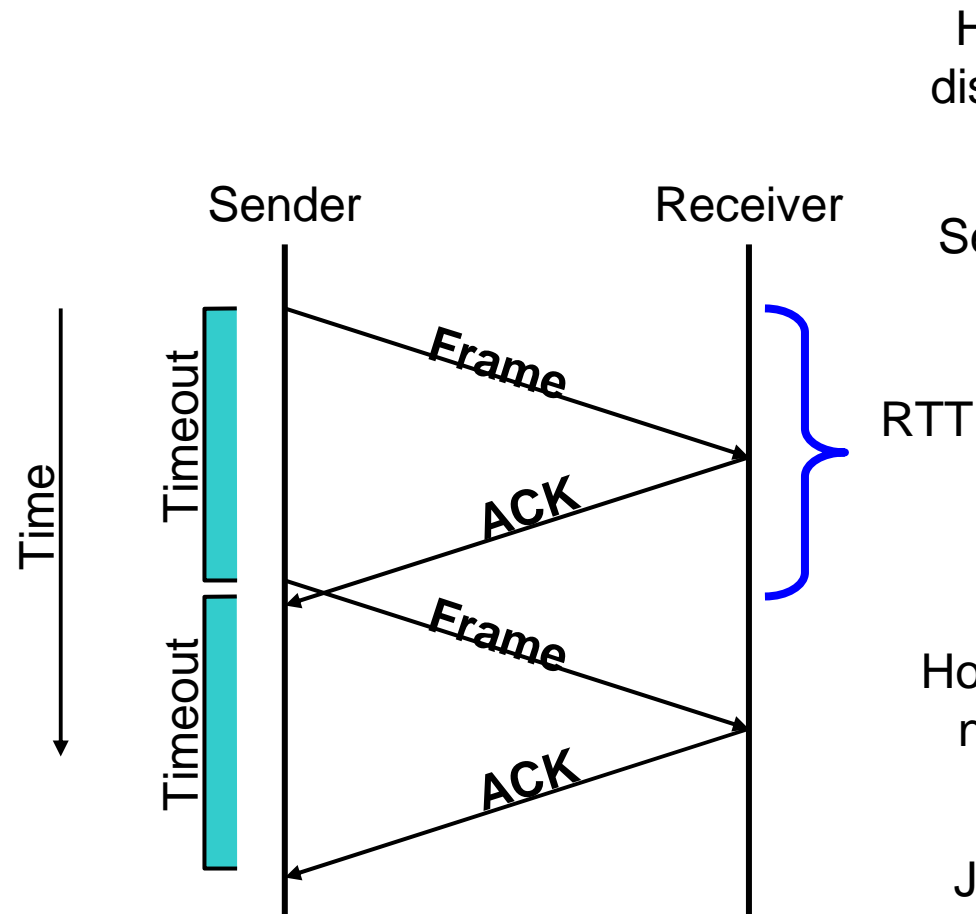 Sender
Receiver
Time
Timeout
Frame
ACK
RTT
Timeout
Frame
ACK